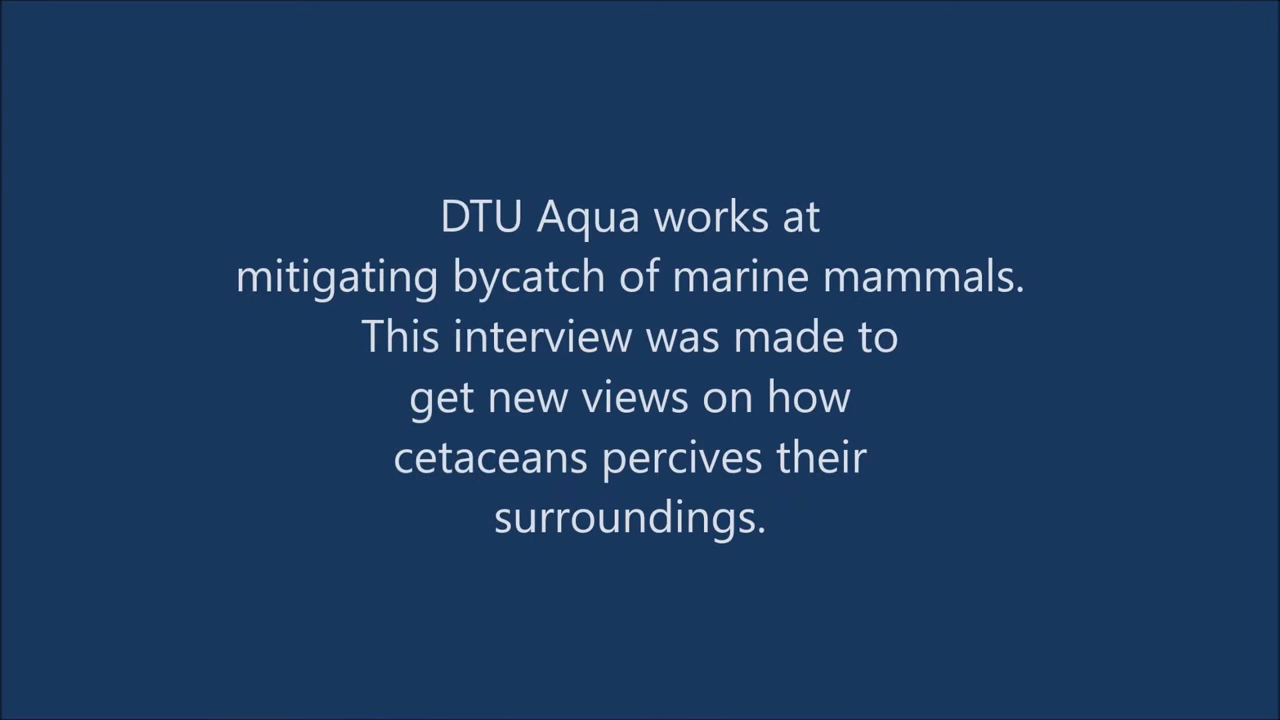 DTU Aqua works at
mitigating bycatch of marine mammals.
This interview was made to
get new views on how
cetaceans percives their
surroundings.